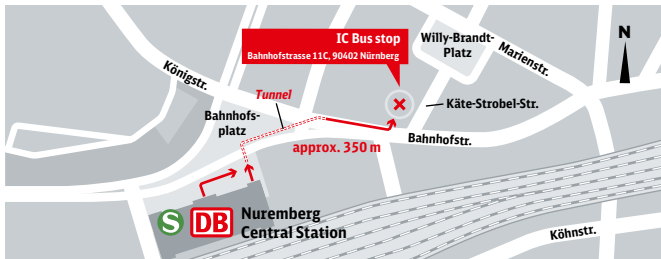 IC Bus stop
Bahnhofstrasse 11C, 90402 Nürnberg
Willy-Brandt-
Platz
Marienstr.
N
Königstr.
Tunnel
Käte-Strobel-Str.
Bahnhofs-
platz
approx. 350 m
Bahnhofstr.
S DB Nuremberg
Central Station
Köhnstr.